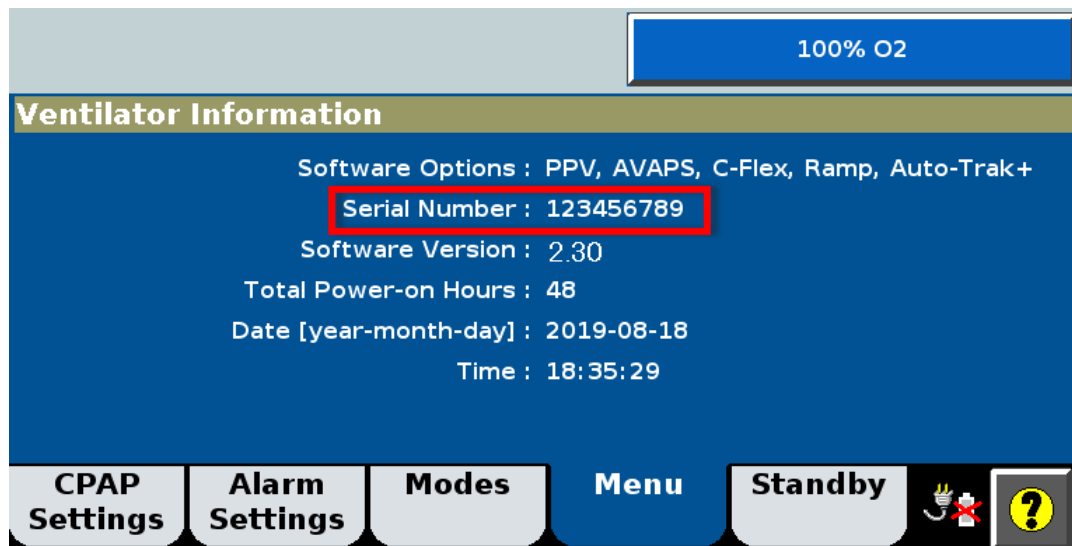 100% O2
Ventilator Information
Software Options : PPV, AVAPS, C-Flex, Ramp, Auto-Trak+
Serial Number : 123456789
Software Version : 2.30
Total Power-on Hours : 48
Date [year-month-day] : 2019-08-18
Time : 18:35:29
CPAP Settings
Alarm Settings
Modes
Menu
Standby
?